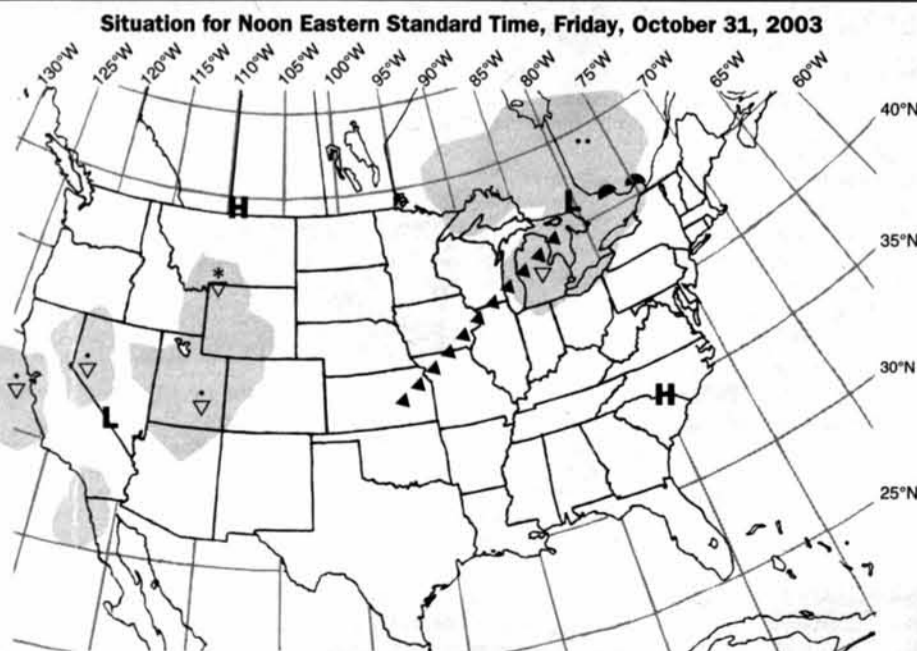 Situation for Noon Eastern Standard Time, Friday, October 31, 2003
130°W 125°W 120°W 115°W 110°W 105°W 100°W 95°W 90°W 85°W 80°W 75°W 70°W 65°W 60°W
40°N
H
L
35°N
30°N
H
L
25°N